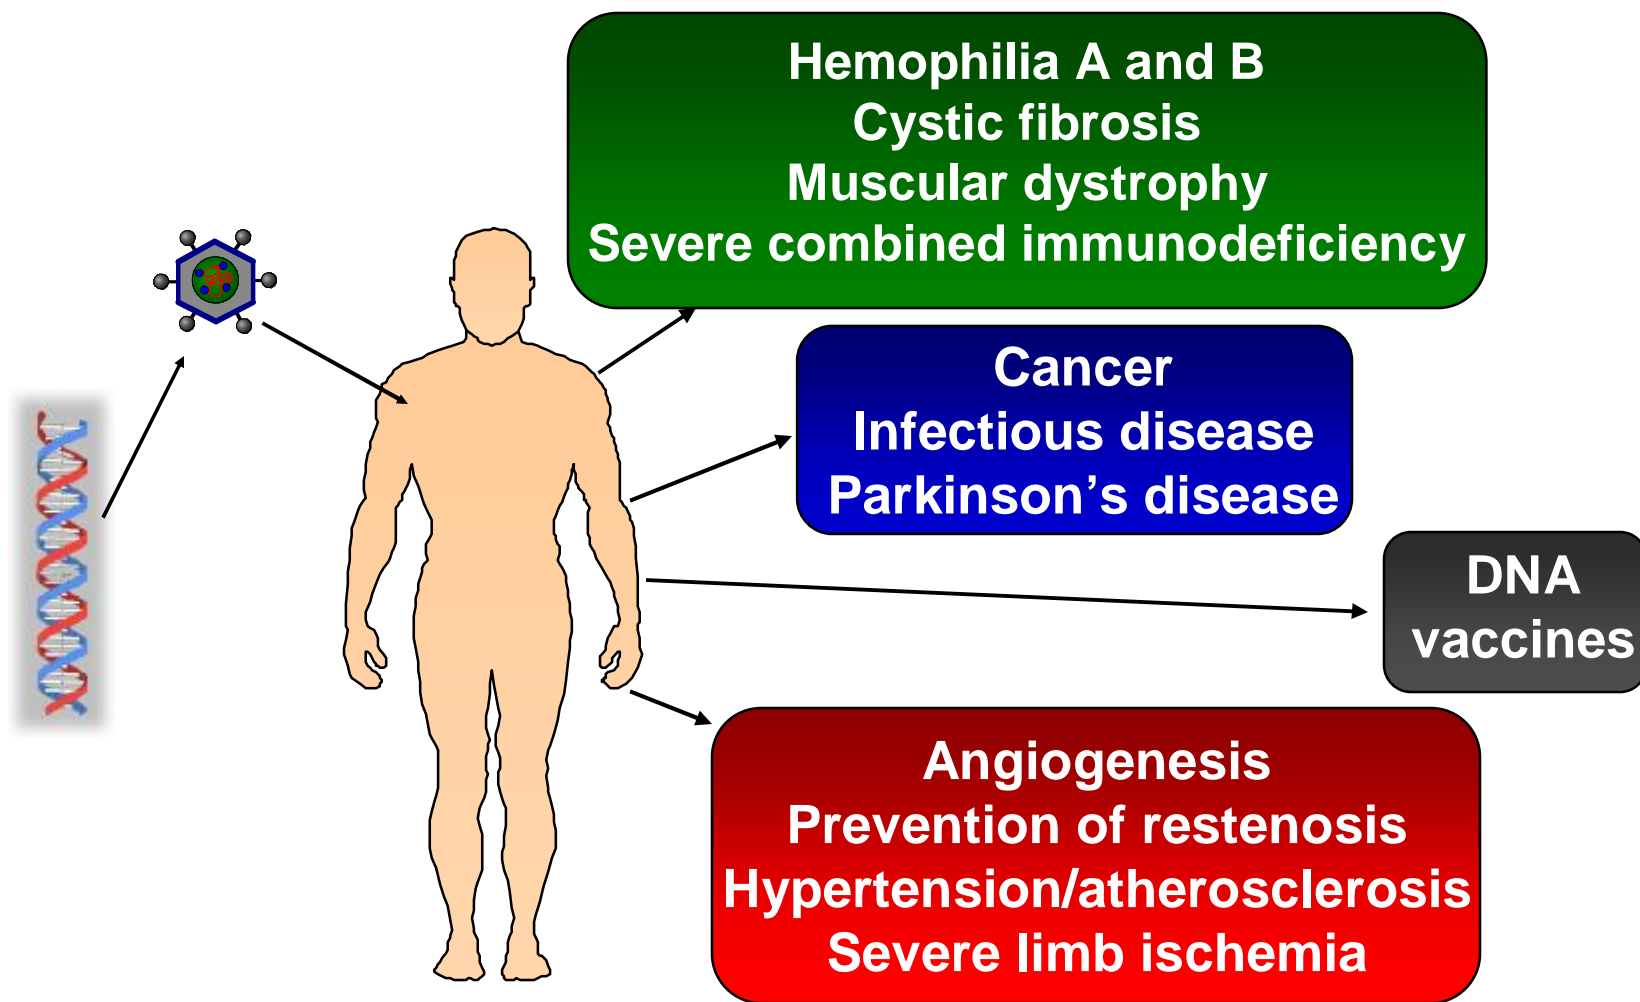 Hemophilia A and B
Cystic fibrosis
Muscular dystrophy
Severe combined immunodeficiency
Cancer
Infectious disease
Parkinson’s disease
DNA
vaccines
Angiogenesis
Prevention of restenosis
Hypertension/atherosclerosis
Severe limb ischemia